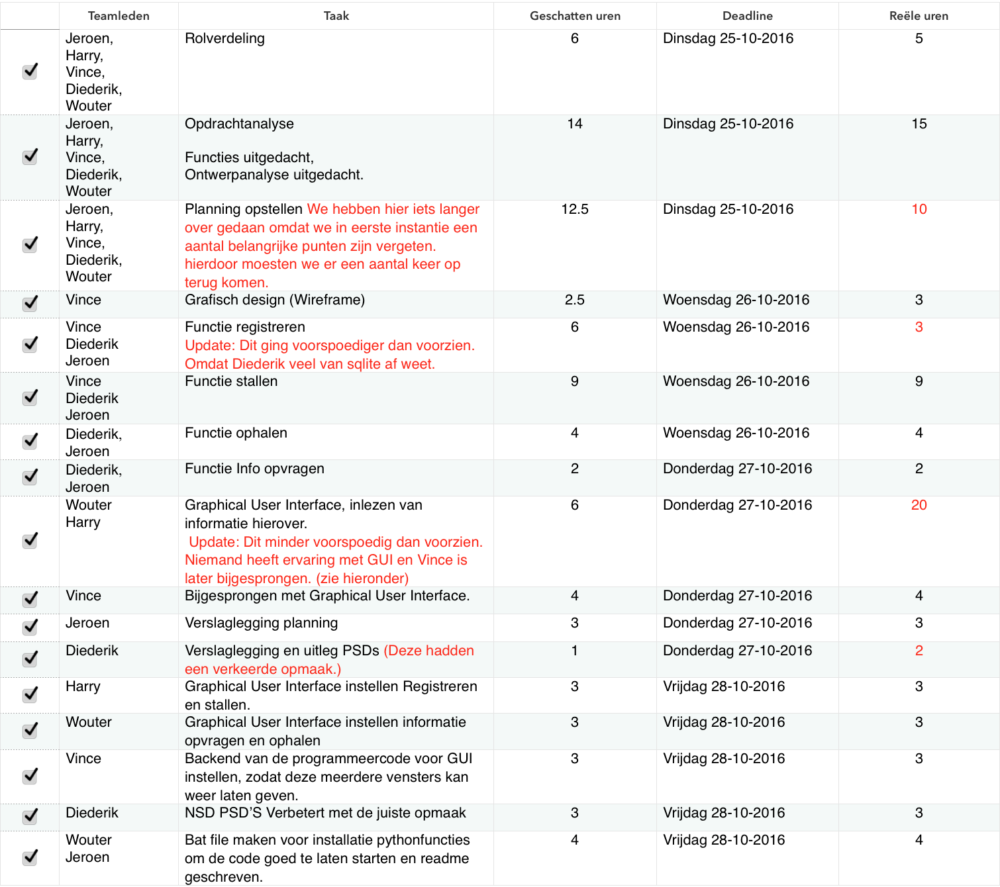 Teamleden Taak Geschatten uren Deadline Reële uren
Jeroen, Rolverdeling 6 Dinsdag 25-10-2016 5
Harry,
Vince,
Diederik,
Wouter
Jeroen, Opdrachtanalyse 14 Dinsdag 25-10-2016 15
Harry,
Vince, Functies uitgedacht,
Diederik, Ontwerpanalyse uitgedacht.
Wouter
Jeroen, Planning opstellen We hebben hier iets langer 12.5 Dinsdag 25-10-2016 10
Harry, over gedaan omdat we in eerste instantie een
Vince, aantal belangrijke punten zijn vergeten.
Diederik, hierdoor moesten we er een aantal keer op
Wouter terug komen.
Vince Grafisch design (Wireframe) 2.5 Woensdag 26-10-2016 3
Vince Functie registreren 6 Woensdag 26-10-2016 3
Diederik Update: Dit ging voorspoediger dan voorzien.
Jeroen Omdat Diederik veel van sqlite af weet.
Vince Functie stallen 9 Woensdag 26-10-2016 9
Diederik
Jeroen
Diederik, Functie ophalen 4 Woensdag 26-10-2016 4
Jeroen
Diederik, Functie Info opvragen 2 Donderdag 27-10-2016 2
Jeroen
Wouter Graphical User Interface, inlezen van 6 Donderdag 27-10-2016 20
Harry informatie hierover.
Update: Dit minder voorspoedig dan voorzien.
Niemand heeft ervaring met GUI en Vince is
later bijgesprongen. (zie hieronder)
Vince Bijgesprongen met Graphical User Interface. 4 Donderdag 27-10-2016 4
Jeroen Verslaglegging planning 3 Donderdag 27-10-2016 3
Diederik Verslaglegging en uitleg PSDs (Deze hadden 1 Donderdag 27-10-2016 2
een verkeerde opmaak.)
Harry Graphical User Interface instellen Registreren 3 Vrijdag 28-10-2016 3
en stallen.
Wouter Graphical User Interface instellen informatie 3 Vrijdag 28-10-2016 3
opvragen en ophalen
Vince Backend van de programmeercode voor GUI 3 Vrijdag 28-10-2016 3
instellen, zodat deze meerdere vensters kan
weer laten geven.
Diederik NSD PSD’S Verbetert met de juiste opmaak 3 Vrijdag 28-10-2016 3
Wouter Bat file maken voor installatie pythonfuncties 4 Vrijdag 28-10-2016 4
Jeroen om de code goed te laten starten en readme
geschreven.